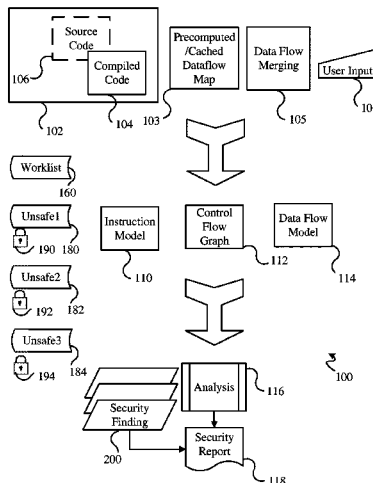 Source
Code
106
Compiled
Code
102
104
Precomputed
/Cached
Dataflow
Map
103
Data Flow
Merging
105
User Input
Worklist
160
Unsafe1
190
180
Unsafe2
192
182
Unsafe3
194
184
Instruction
Model
110
Control
Flow
Graph
112
Data Flow
Model
114
Analysis
116
100
Security
Finding
200
Security
Report
118